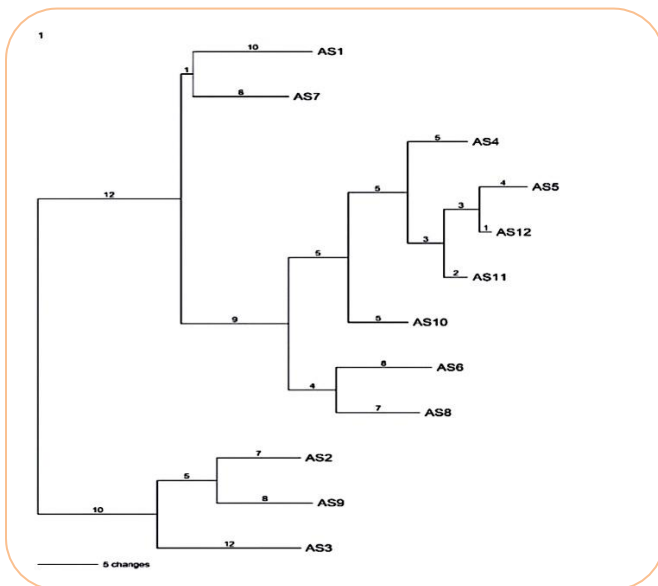 1
10 AS1
1
8 AS7
5 AS4
4 AS5
12 5 3
1 AS12
3
5 2 AS11
9 5 AS10
8 AS6
4
7 AS8
7 AS2
5
8 AS9
10
12 AS3
5 changes